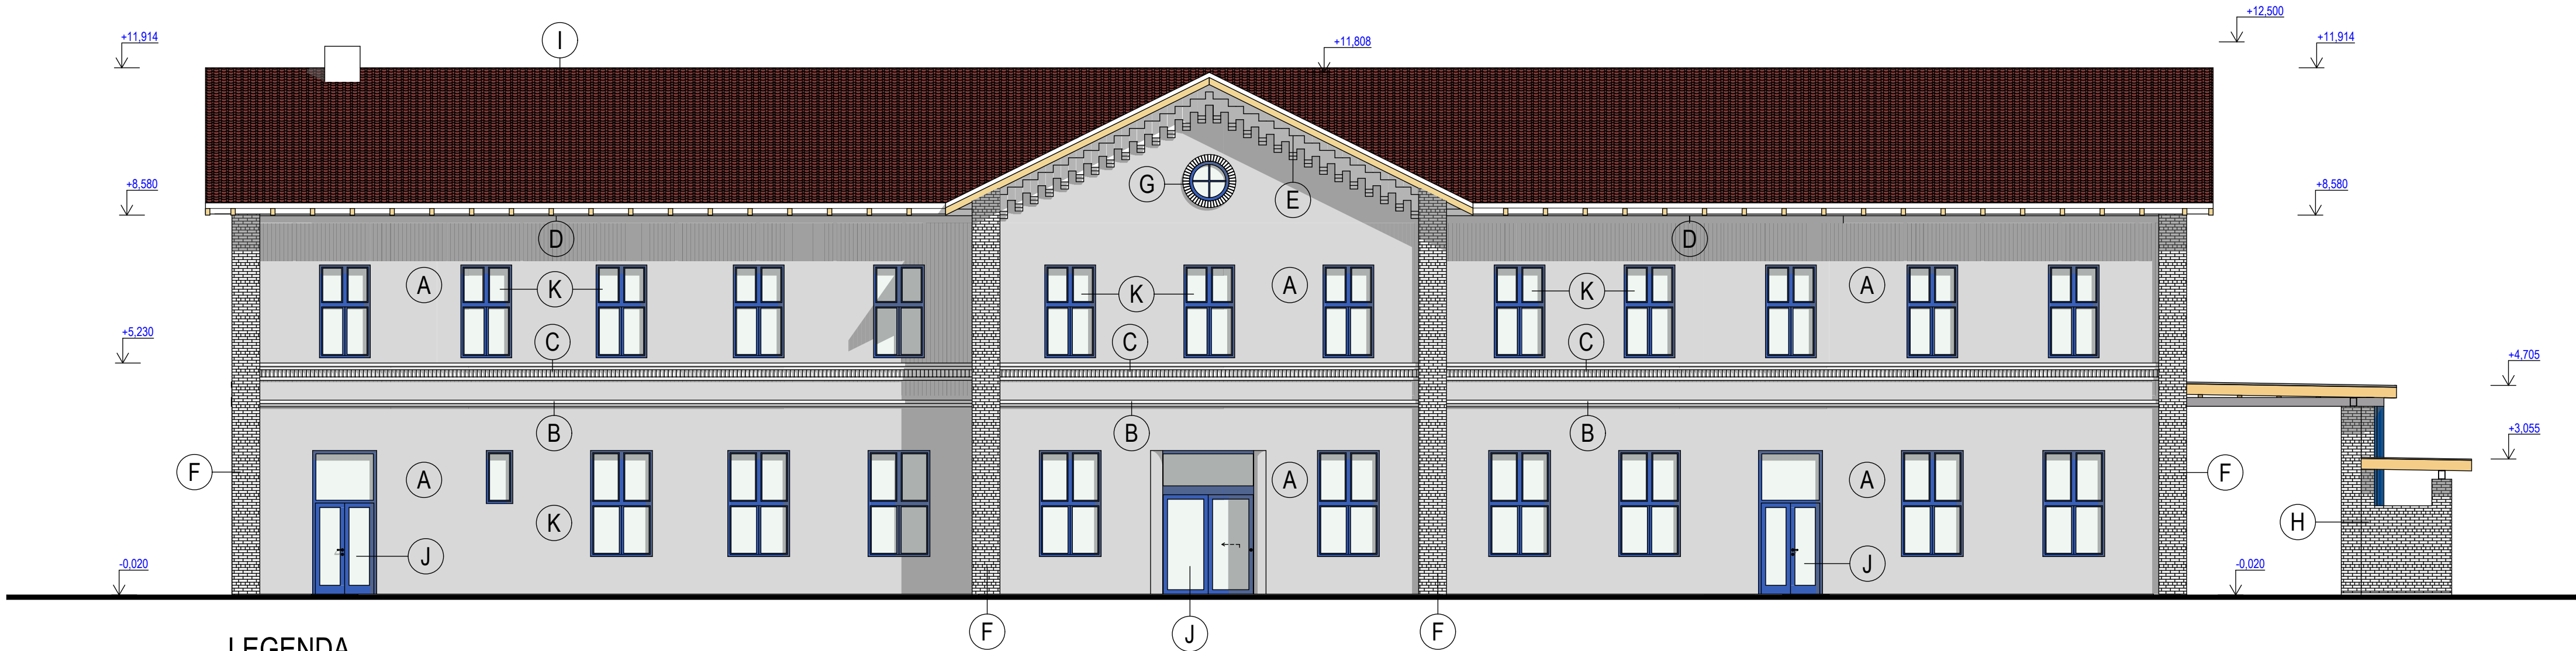 +12,500
+11,914
I
+11,808
+11,914
+8,580
G
E
+8,580
D
D
A
K
K
A
K
A
+5,230
C
C
C
+4,705
B
B
B
+3,055
F
A
A
A
F
K
H
J
J
-0,020
-0,020
F
J
F
LEGENDA